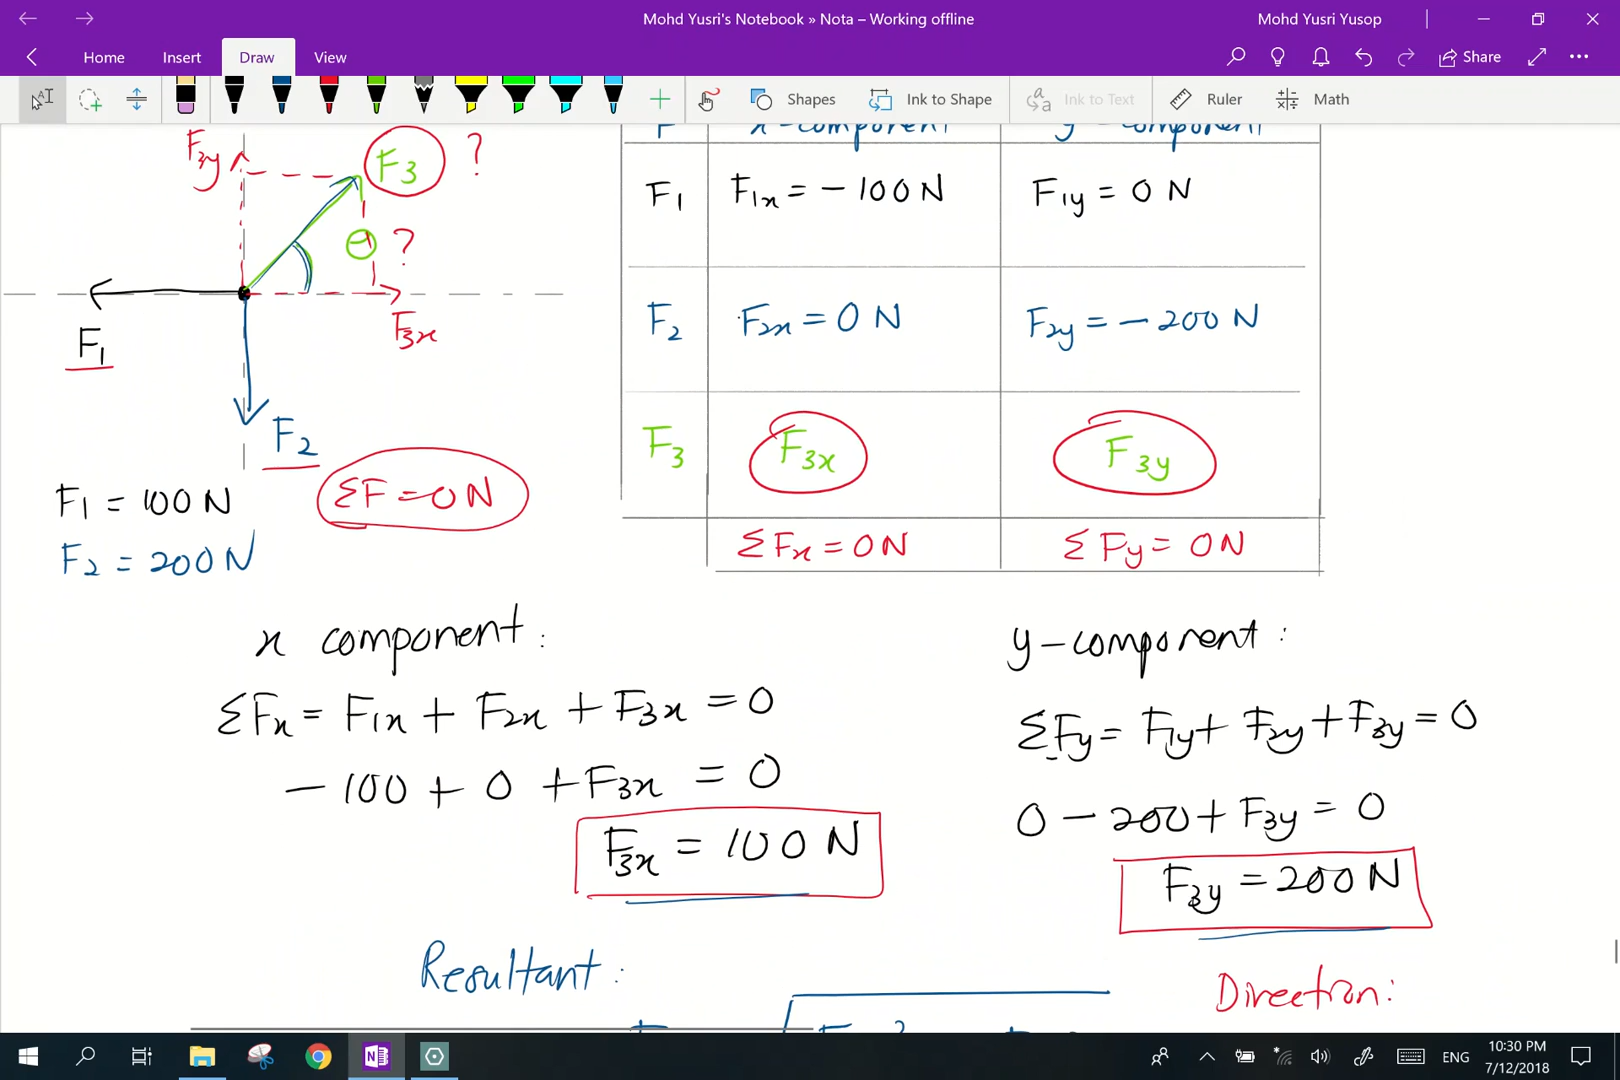 Mohd Yusri's Notebook » Nota – Working offline
Mohd Yusri Yusop
Home Insert Draw View
Share
Shapes Ink to Shape Ink to Text Ruler Math
F x-component y-component
F3y F3 ?
θ ?
F3x
F1
F2
F1 = 100 N
F2 = 200 N
ΣF = 0 N
F1 F1x = - 100 N F1y = 0 N
F2 F2x = 0 N F2y = - 200 N
F3 F3x F3y
ΣFx = 0 N ΣFy = 0 N
x component :
ΣFx = F1x + F2x + F3x = 0
- 100 + 0 + F3x = 0
F3x = 100 N
y-component :
ΣFy = F1y + F2y + F3y = 0
0 - 200 + F3y = 0
F3y = 200 N
Resultant :
Direction :
ENG
10:30 PM
7/12/2018